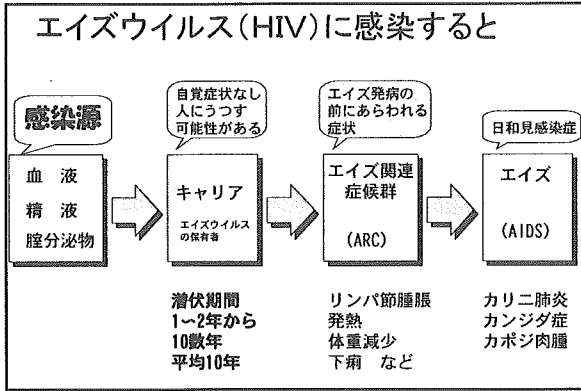 エイズウイルス(HIV)に感染すると
感染源
血　液
精　液
腟分泌物
自覚症状なし
人にうつす
可能性がある
キャリア
エイズウイルス
の保有者
潜伏期間
1〜2年から
10数年
平均10年
エイズ発病の
前にあらわれる
症状
エイズ関連
症候群
(ARC)
リンパ節腫脹
発熱
体重減少
下痢　など
日和見感染症
エイズ
(AIDS)
カリニ肺炎
カンジダ症
カポジ肉腫